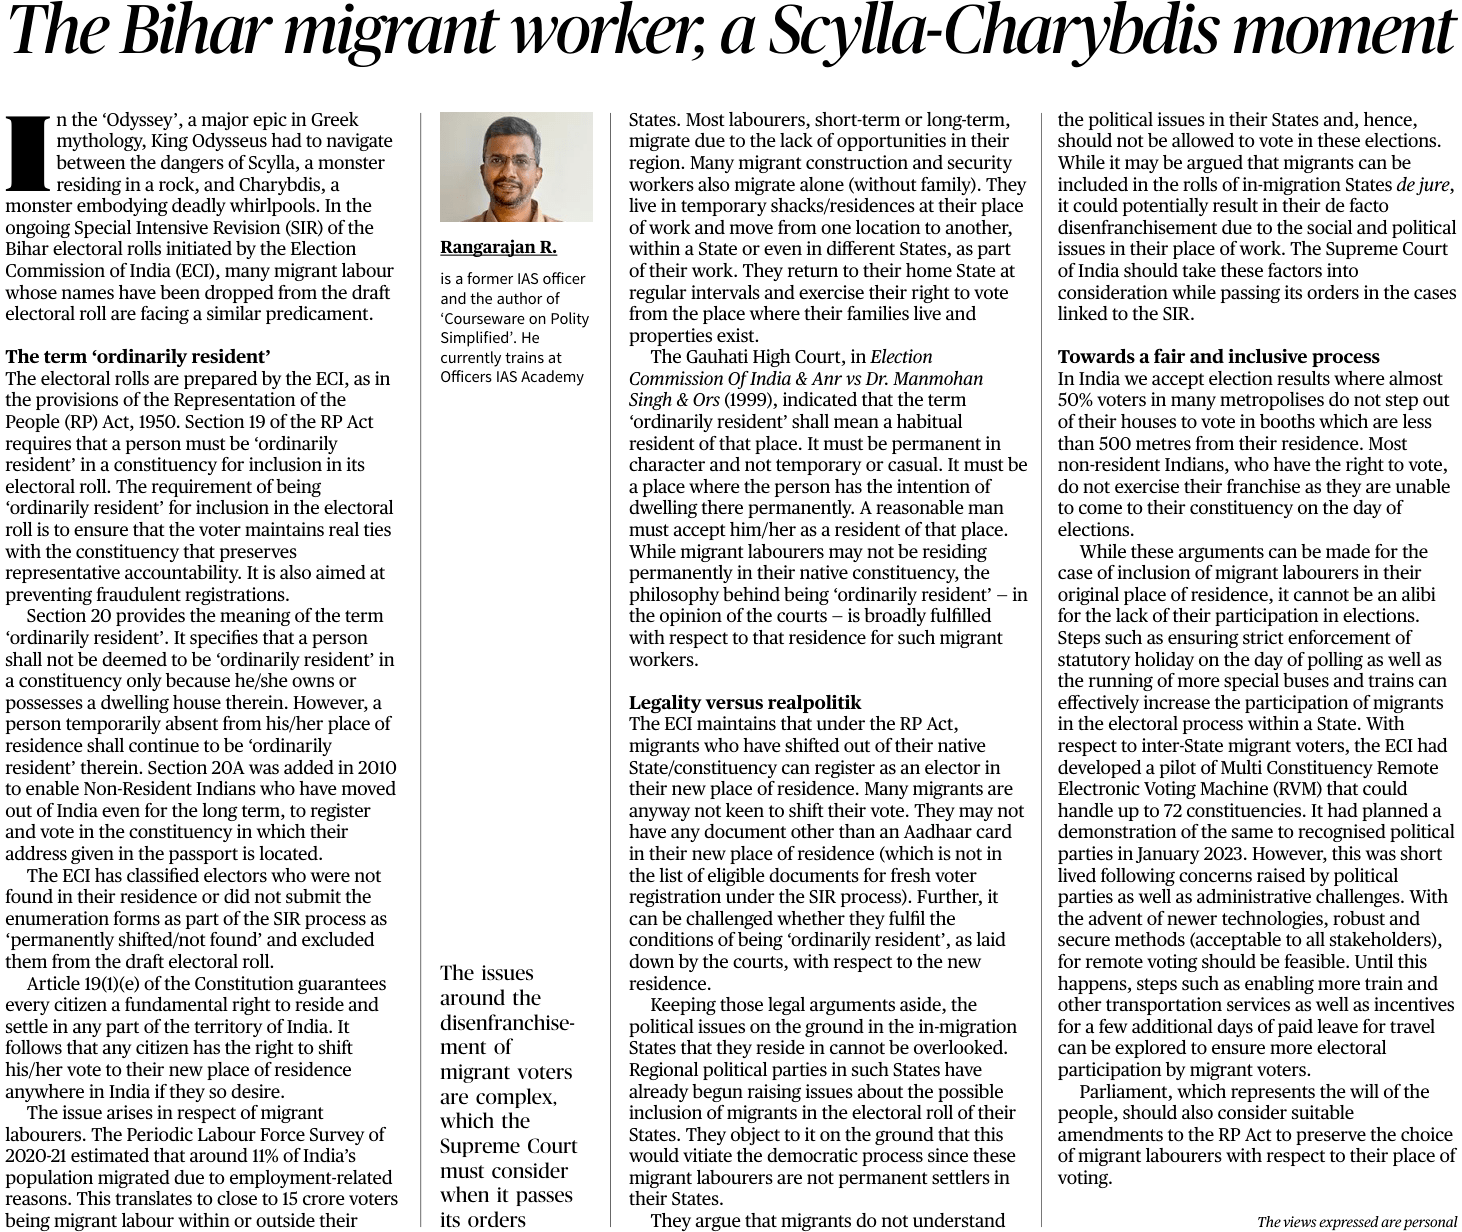 The Bihar migrant worker, a Scylla-Charybdis moment
In the ‘Odyssey’, a major epic in Greek
mythology, King Odysseus had to navigate
between the dangers of Scylla, a monster
residing in a rock, and Charybdis, a
monster embodying deadly whirlpools. In the
ongoing Special Intensive Revision (SIR) of the
Bihar electoral rolls initiated by the Election
Commission of India (ECI), many migrant labour
whose names have been dropped from the draft
electoral roll are facing a similar predicament.
The term ‘ordinarily resident’
The electoral rolls are prepared by the ECI, as in
the provisions of the Representation of the
People (RP) Act, 1950. Section 19 of the RP Act
requires that a person must be ‘ordinarily
resident’ in a constituency for inclusion in its
electoral roll. The requirement of being
‘ordinarily resident’ for inclusion in the electoral
roll is to ensure that the voter maintains real ties
with the constituency that preserves
representative accountability. It is also aimed at
preventing fraudulent registrations.
Section 20 provides the meaning of the term
‘ordinarily resident’. It specifies that a person
shall not be deemed to be ‘ordinarily resident’ in
a constituency only because he/she owns or
possesses a dwelling house therein. However, a
person temporarily absent from his/her place of
residence shall continue to be ‘ordinarily
resident’ therein. Section 20A was added in 2010
to enable Non-Resident Indians who have moved
out of India even for the long term, to register
and vote in the constituency in which their
address given in the passport is located.
The ECI has classified electors who were not
found in their residence or did not submit the
enumeration forms as part of the SIR process as
‘permanently shifted/not found’ and excluded
them from the draft electoral roll.
Article 19(1)(e) of the Constitution guarantees
every citizen a fundamental right to reside and
settle in any part of the territory of India. It
follows that any citizen has the right to shift
his/her vote to their new place of residence
anywhere in India if they so desire.
The issue arises in respect of migrant
labourers. The Periodic Labour Force Survey of
2020-21 estimated that around 11% of India’s
population migrated due to employment-related
reasons. This translates to close to 15 crore voters
being migrant labour within or outside their
Rangarajan R.
is a former IAS officer
and the author of
‘Courseware on Polity
Simplified’. He
currently trains at
Officers IAS Academy
The issues
around the
disenfranchise-
ment of
migrant voters
are complex,
which the
Supreme Court
must consider
when it passes
its orders
States. Most labourers, short-term or long-term,
migrate due to the lack of opportunities in their
region. Many migrant construction and security
workers also migrate alone (without family). They
live in temporary shacks/residences at their place
of work and move from one location to another,
within a State or even in different States, as part
of their work. They return to their home State at
regular intervals and exercise their right to vote
from the place where their families live and
properties exist.
The Gauhati High Court, in Election
Commission Of India & Anr vs Dr. Manmohan
Singh & Ors (1999), indicated that the term
‘ordinarily resident’ shall mean a habitual
resident of that place. It must be permanent in
character and not temporary or casual. It must be
a place where the person has the intention of
dwelling there permanently. A reasonable man
must accept him/her as a resident of that place.
While migrant labourers may not be residing
permanently in their native constituency, the
philosophy behind being ‘ordinarily resident’ — in
the opinion of the courts — is broadly fulfilled
with respect to that residence for such migrant
workers.
Legality versus realpolitik
The ECI maintains that under the RP Act,
migrants who have shifted out of their native
State/constituency can register as an elector in
their new place of residence. Many migrants are
anyway not keen to shift their vote. They may not
have any document other than an Aadhaar card
in their new place of residence (which is not in
the list of eligible documents for fresh voter
registration under the SIR process). Further, it
can be challenged whether they fulfil the
conditions of being ‘ordinarily resident’, as laid
down by the courts, with respect to the new
residence.
Keeping those legal arguments aside, the
political issues on the ground in the in-migration
States that they reside in cannot be overlooked.
Regional political parties in such States have
already begun raising issues about the possible
inclusion of migrants in the electoral roll of their
States. They object to it on the ground that this
would vitiate the democratic process since these
migrant labourers are not permanent settlers in
their States.
They argue that migrants do not understand
the political issues in their States and, hence,
should not be allowed to vote in these elections.
While it may be argued that migrants can be
included in the rolls of in-migration States de jure,
it could potentially result in their de facto
disenfranchisement due to the social and political
issues in their place of work. The Supreme Court
of India should take these factors into
consideration while passing its orders in the cases
linked to the SIR.
Towards a fair and inclusive process
In India we accept election results where almost
50% voters in many metropolises do not step out
of their houses to vote in booths which are less
than 500 metres from their residence. Most
non-resident Indians, who have the right to vote,
do not exercise their franchise as they are unable
to come to their constituency on the day of
elections.
While these arguments can be made for the
case of inclusion of migrant labourers in their
original place of residence, it cannot be an alibi
for the lack of their participation in elections.
Steps such as ensuring strict enforcement of
statutory holiday on the day of polling as well as
the running of more special buses and trains can
effectively increase the participation of migrants
in the electoral process within a State. With
respect to inter-State migrant voters, the ECI had
developed a pilot of Multi Constituency Remote
Electronic Voting Machine (RVM) that could
handle up to 72 constituencies. It had planned a
demonstration of the same to recognised political
parties in January 2023. However, this was short
lived following concerns raised by political
parties as well as administrative challenges. With
the advent of newer technologies, robust and
secure methods (acceptable to all stakeholders),
for remote voting should be feasible. Until this
happens, steps such as enabling more train and
other transportation services as well as incentives
for a few additional days of paid leave for travel
can be explored to ensure more electoral
participation by migrant voters.
Parliament, which represents the will of the
people, should also consider suitable
amendments to the RP Act to preserve the choice
of migrant labourers with respect to their place of
voting.
The views expressed are personal